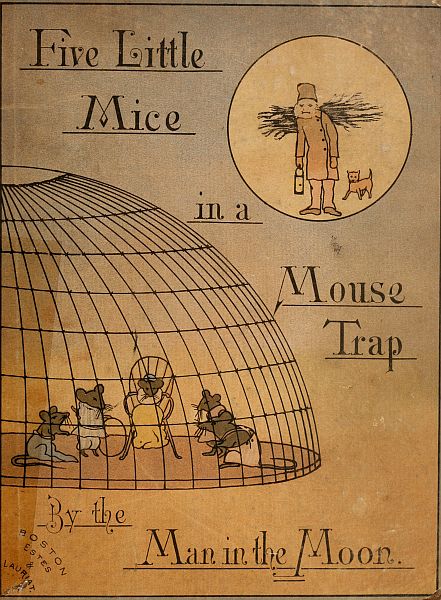 Five Little
Mice
in a
Mouse
Trap
By the
Man in the Moon.
BOSTON
ESTES
&
LAURIAT